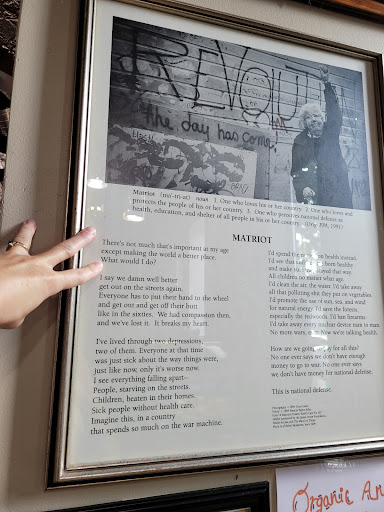 REVOLUTION
the day has come!
Matriot (mā'-trī-ət) noun 1. One who loves his or her country. 2. One who loves and
protects the people of his or her country. 3. One who perceives national defense as
health, education, and shelter of all people in his or her country.
MATRIOT
There's not much that's important at my age
except making the world a better place.
What would I do?
I say we damn well better
get out on the streets again.
Everyone has to put their hand to the wheel
and get out and get off their butt
like in the sixties. We had compassion then,
and we've lost it. It breaks my heart.
I've lived through two depressions,
two of them. Everyone at that time
was just sick about the way things were,
just like now, only it's worse now.
I see everything falling apart—
People, starving on the streets.
Children, beaten in their homes.
Sick people without health care.
Imagine this, in a country
that spends so much on the war machine.
I'd spend the money on health instead.
I'd see that born healthy
and make sure they stayed that way.
All children no matter what age.
I'd clean the air, the water. I'd take away
all that polluting shit they put on vegetables.
I'd promote the use of sun, sea, and wind
for natural energy. I'd save the forests,
especially the redwoods. I'd ban firearms.
I'd take away every nuclear device man to man.
No more wars, Now we're talking health.
How are we going to pay for all this?
No one ever says we don't have enough
money to go to war. No one ever says
we don't have money for national defense.
This is national defense.
Organic